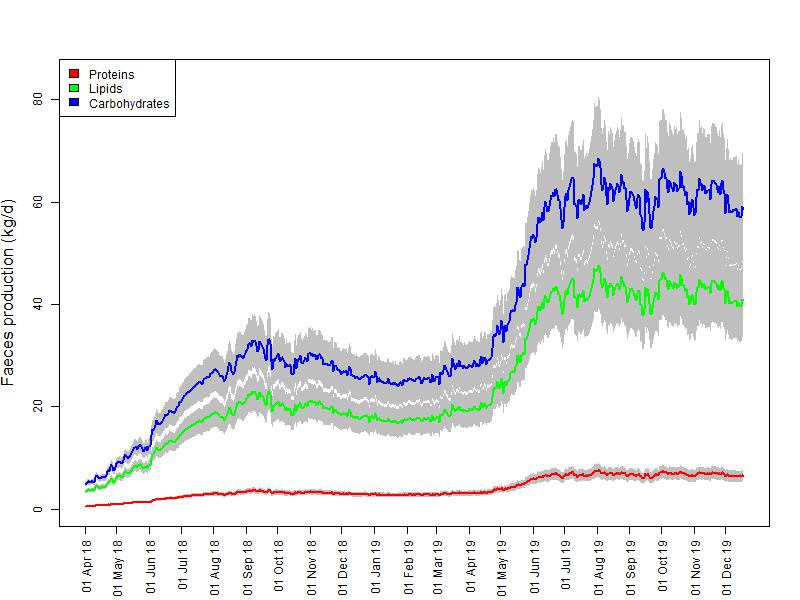 Proteins
Lipids
Carbohydrates
Faeces production (kg/d)
80
60
40
20
0
01 Apr 18
01 May 18
01 Jun 18
01 Jul 18
01 Aug 18
01 Sep 18
01 Oct 18
01 Nov 18
01 Dec 18
01 Jan 19
01 Feb 19
01 Mar 19
01 Apr 19
01 May 19
01 Jun 19
01 Jul 19
01 Aug 19
01 Sep 19
01 Oct 19
01 Nov 19
01 Dec 19